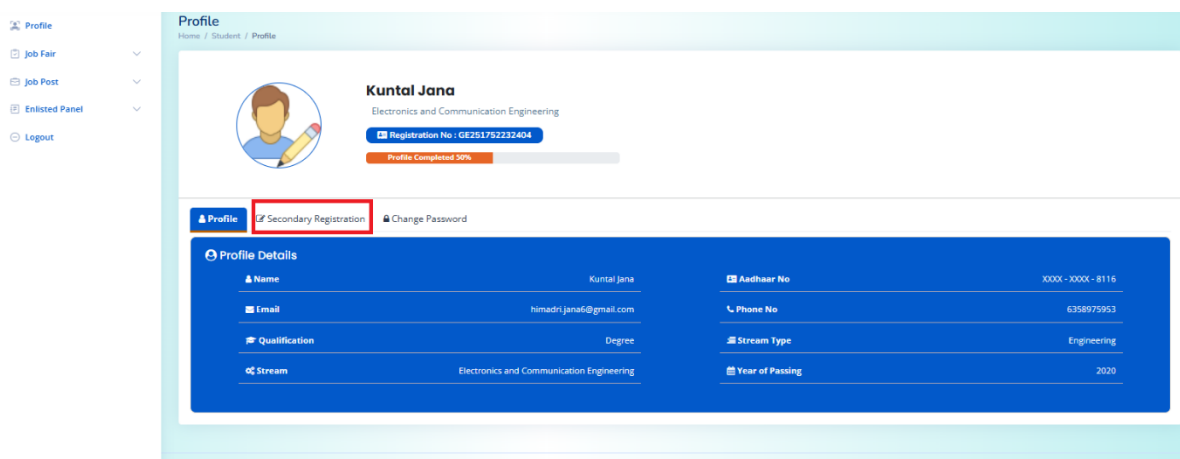 Profile
Job Fair
Job Post
Enlisted Panel
Logout
Profile
Home / Student / Profile
Kuntal Jana
Electronics and Communication Engineering
Registration No : GE251752232404
Profile Completed 50%
Profile Secondary Registration Change Password
Profile Details
Name Kuntal Jana Aadhaar No XXXX - XXXX - 8116
Email himadri.jana6@gmail.com Phone No 6358975953
Qualification Degree Stream Type Engineering
Stream Electronics and Communication Engineering Year of Passing 2020